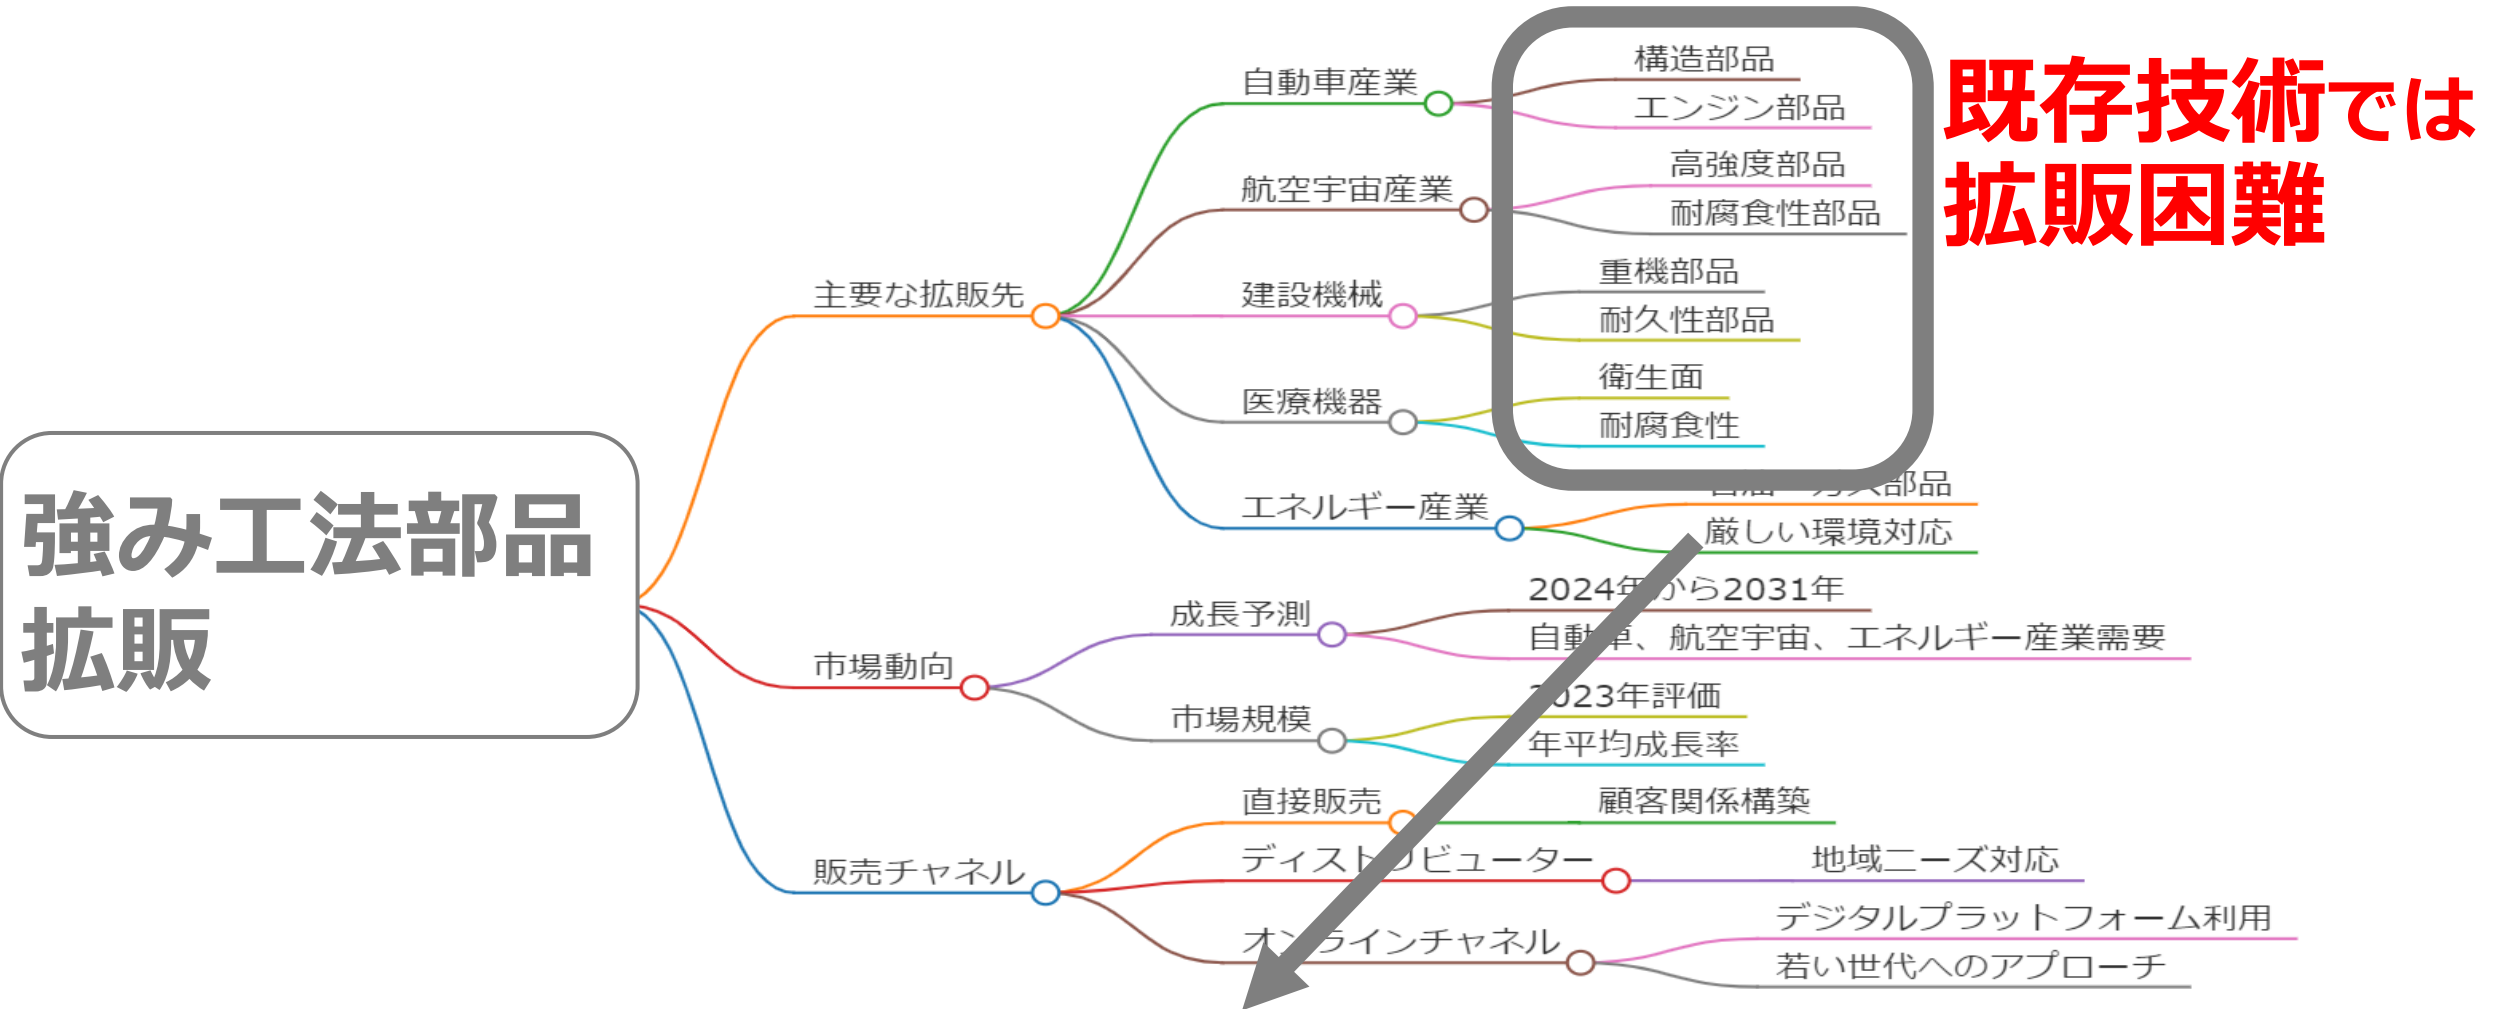 強み工法部品
拡販
主要な拡販先
自動車産業
構造部品
エンジン部品
航空宇宙産業
高強度部品
耐腐食性部品
建設機械
重機部品
耐久性部品
医療機器
衛生面
耐腐食性
エネルギー産業
部品
厳しい環境対応
既存技術では
拡販困難
市場動向
成長予測
2024年から2031年
自動車、航空宇宙、エネルギー産業需要
市場規模
2023年評価
年平均成長率
販売チャネル
直接販売
顧客関係構築
ディストリビューター
地域ニーズ対応
オンラインチャネル
デジタルプラットフォーム利用
若い世代へのアプローチ